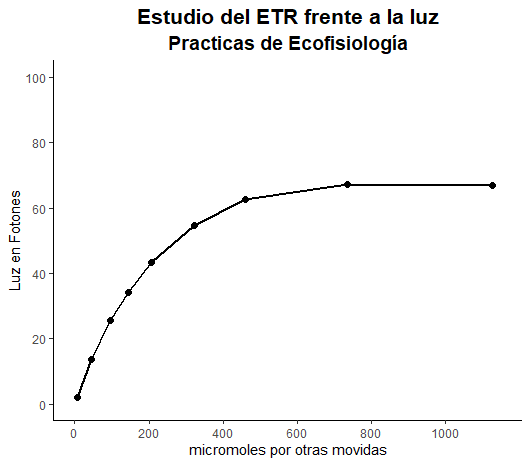 Estudio del ETR frente a la luz
Practicas de Ecofisiología
Luz en Fotones
100
80
60
40
20
0
0 200 400 600 800 1000
micromoles por otras movidas